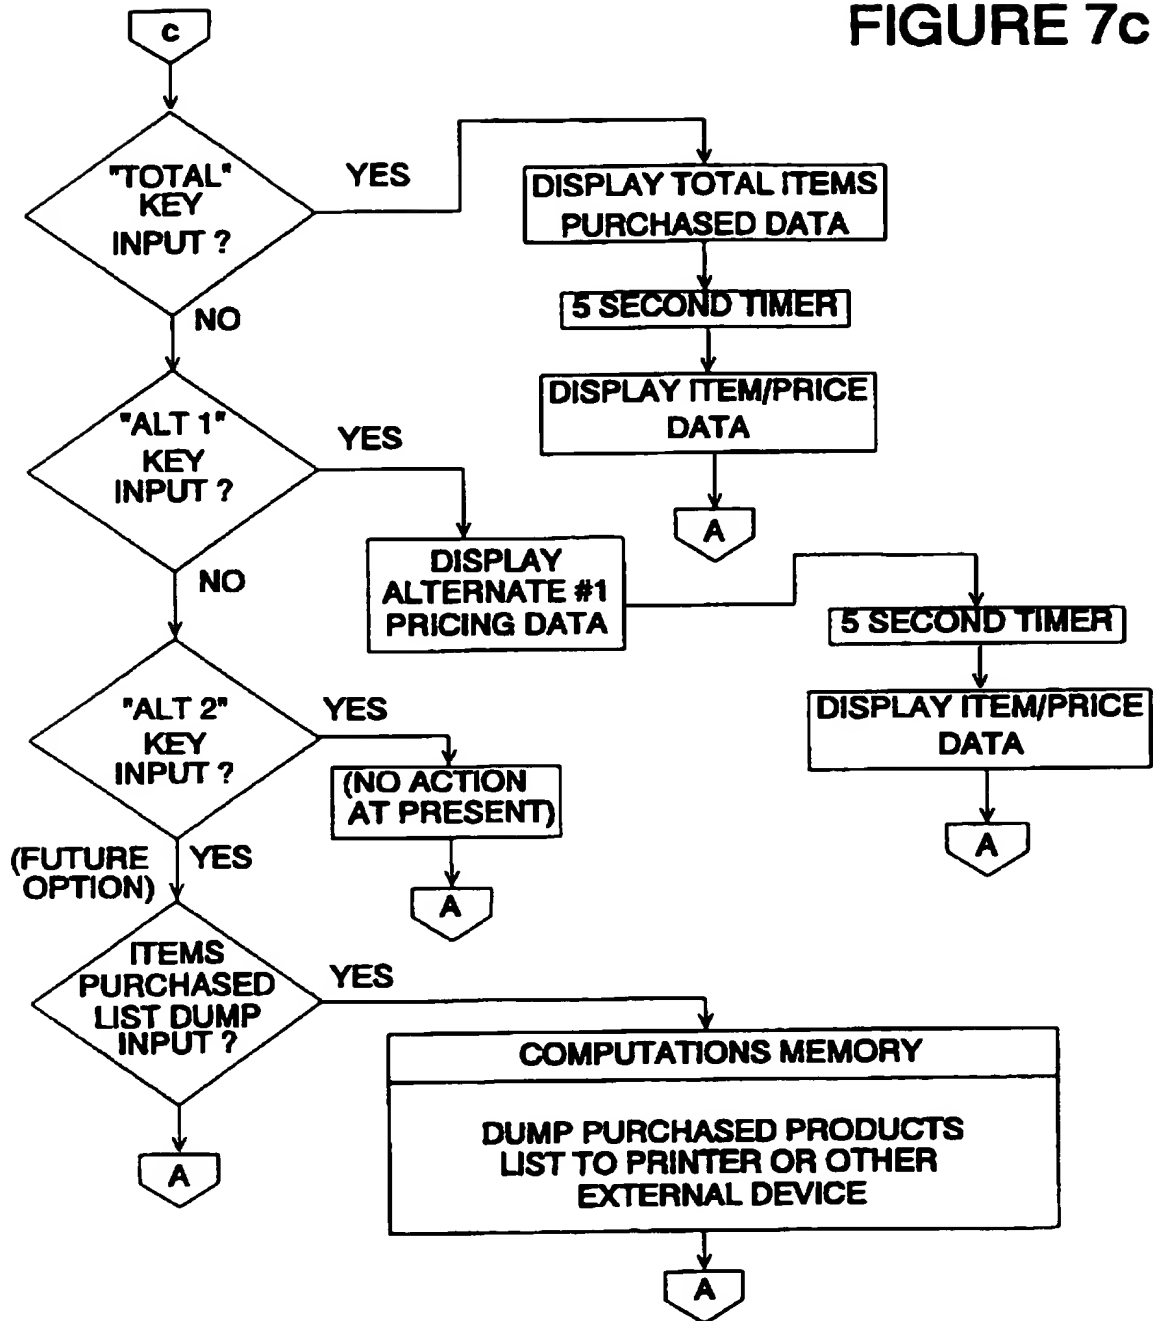 FIGURE 7c
c
"TOTAL"
KEY
INPUT ?
YES
DISPLAY TOTAL ITEMS
PURCHASED DATA
5 SECOND TIMER
DISPLAY ITEM/PRICE
DATA
A
NO
"ALT 1"
KEY
INPUT ?
YES
DISPLAY
ALTERNATE #1
PRICING DATA
5 SECOND TIMER
DISPLAY ITEM/PRICE
DATA
A
NO
"ALT 2"
KEY
INPUT ?
YES
(NO ACTION
AT PRESENT)
A
(FUTURE
OPTION)
YES
ITEMS
PURCHASED
LIST DUMP
INPUT ?
YES
COMPUTATIONS MEMORY
DUMP PURCHASED PRODUCTS
LIST TO PRINTER OR OTHER
EXTERNAL DEVICE
A
A